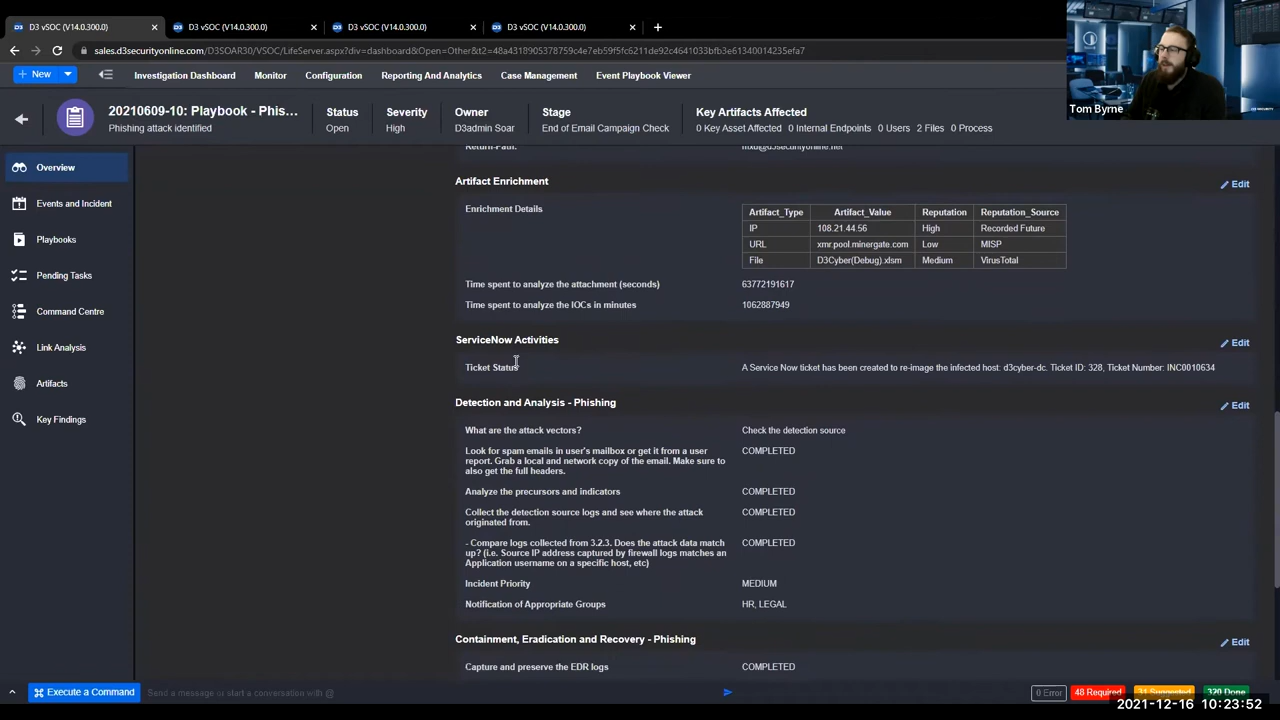 D3 vSOC (V14.0.300.0)
D3 vSOC (V14.0.300.0)
D3 vSOC (V14.0.300.0)
D3 vSOC (V14.0.300.0)
sales.d3securityonline.com/D3SOAR30/VSOC/LifeServer.aspx?div=dashboard&Open=Other&t2=48a4318905378759c4e7eb59f5fc6211de92c4641033bfb3e61340014235efa7
New
Investigation Dashboard
Monitor
Configuration
Reporting And Analytics
Case Management
Event Playbook Viewer
Tom Byrne
20210609-10: Playbook - Phis...
Phishing attack identified
Status
Open
Severity
High
Owner
D3admin Soar
Stage
End of Email Campaign Check
Key Artifacts Affected
0 Key Asset Affected 0 Internal Endpoints 0 Users 2 Files 0 Process
Overview
Events and Incident
Playbooks
Pending Tasks
Command Centre
Link Analysis
Artifacts
Key Findings
Return-Path:
Artifact Enrichment
Edit
Enrichment Details
Artifact_Type Artifact_Value Reputation Reputation_Source
IP 108.21.44.56 High Recorded Future
URL xmr.pool.minergate.com Low MISP
File D3Cyber(Debug).xlsm Medium VirusTotal
Time spent to analyze the attachment (seconds) 63772191617
Time spent to analyze the IOCs in minutes 1062887949
ServiceNow Activities
Edit
Ticket Status A Service Now ticket has been created to re-image the infected host: d3cyber-dc. Ticket ID: 328, Ticket Number: INC0010634
Detection and Analysis - Phishing
Edit
What are the attack vectors? Check the detection source
Look for spam emails in user's mailbox or get it from a user COMPLETED
report. Grab a local and network copy of the email. Make sure to
also get the full headers.
Analyze the precursors and indicators COMPLETED
Collect the detection source logs and see where the attack COMPLETED
originated from.
- Compare logs collected from 3.2.3. Does the attack data match COMPLETED
up? (i.e. Source IP address captured by firewall logs matches an
Application username on a specific host, etc)
Incident Priority MEDIUM
Notification of Appropriate Groups HR, LEGAL
Containment, Eradication and Recovery - Phishing
Edit
Capture and preserve the EDR logs COMPLETED
Execute a Command
Send a message or start a conversation with @
0 Error
48 Required
31 Suggested
320 Done
2021-12-16 10:23:52